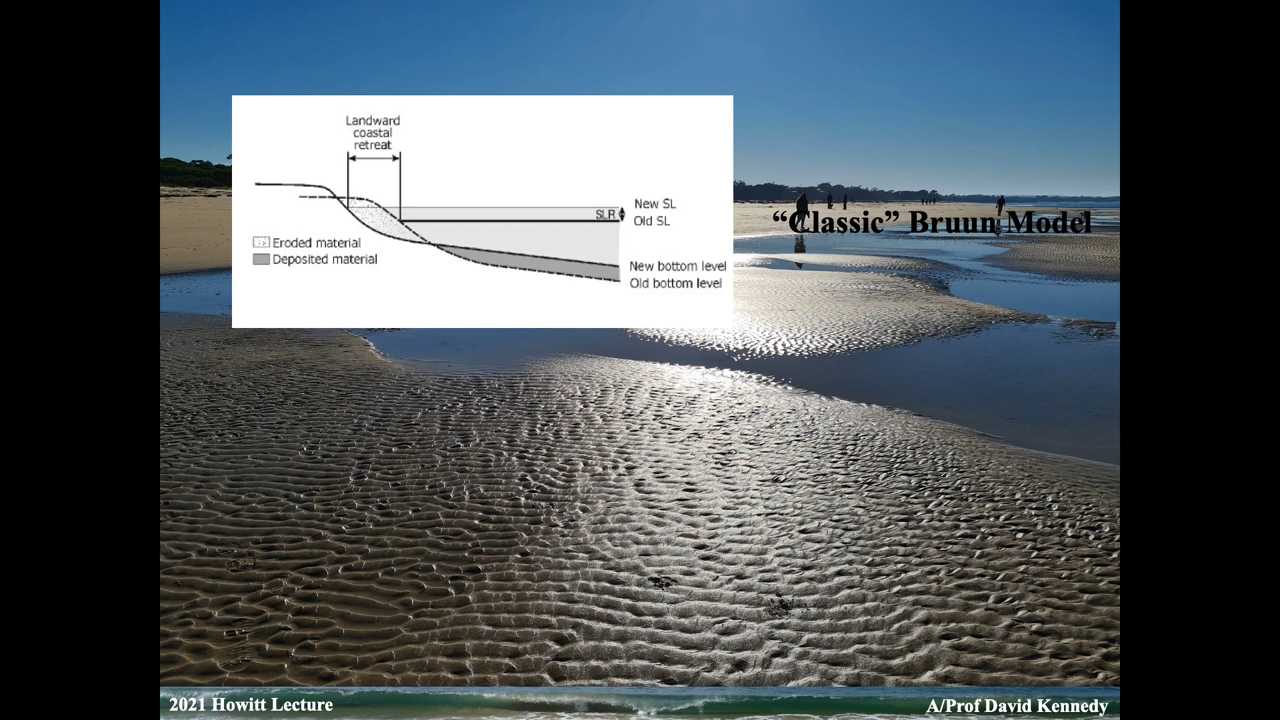 Landward
coastal
retreat
New SL
SLR
Old SL
"Classic" Bruun Model
Eroded material
Deposited material
New bottom level
Old bottom level
2021 Howitt Lecture
A/Prof David Kennedy